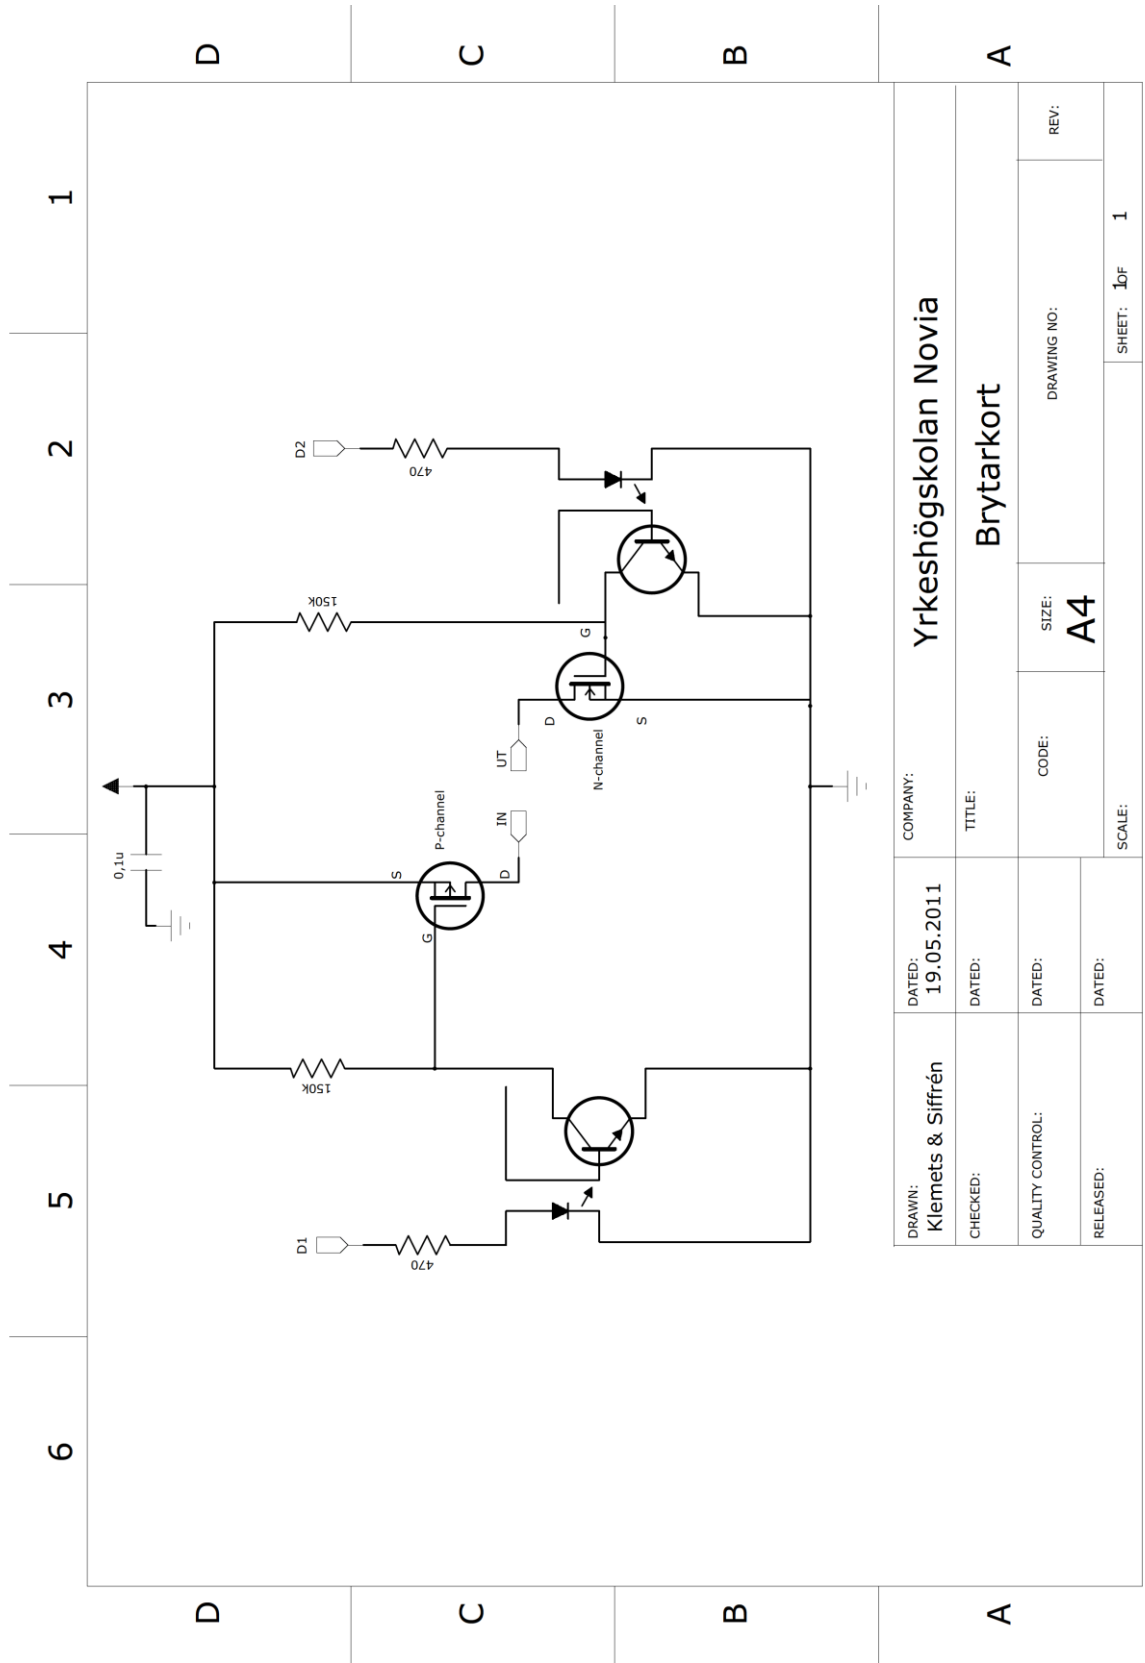 6
5
4
3
2
1
D
D
C
C
B
B
A
A
0,1u
150k
150k
D1
470
D2
470
S
P-channel
G
D
IN
UT
D
G
S
N-channel
DRAWN:
Klemets & Siffrén
DATED:
19.05.2011
CHECKED:
DATED:
QUALITY CONTROL:
DATED:
RELEASED:
DATED:
COMPANY:
Yrkeshögskolan Novia
TITLE:
Brytarkort
CODE:
SIZE:
A4
DRAWING NO:
REV:
SCALE:
SHEET: 1OF 1